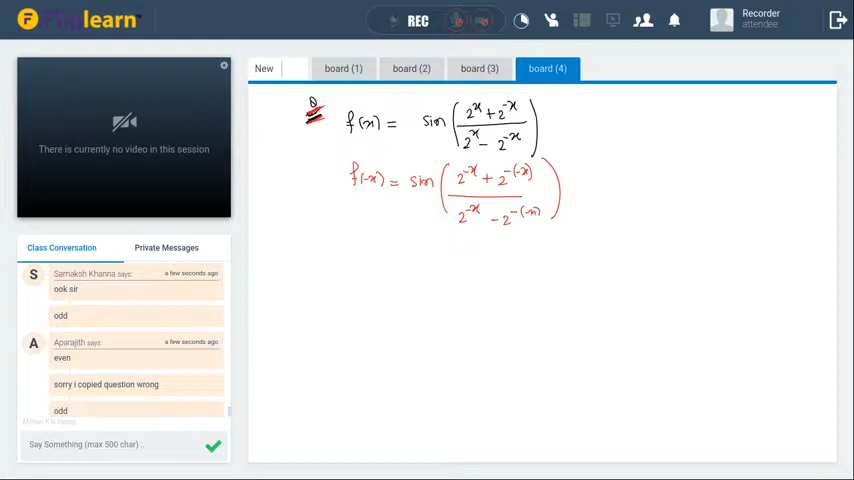 Fliplearn
REC
Recorder
attendee
There is currently no video in this session
Class Conversation
Private Messages
S
Samaksh Khanna says:
a few seconds ago
ook sir
odd
A
Aparajith says:
a few seconds ago
even
sorry i copied question wrong
odd
is typing
Say Something (max 500 char) ..
New
board (1)
board (2)
board (3)
board (4)
Q
f(x) = sin( (2^x + 2^-x) / (2^x - 2^-x) )
f(-x) = sin( (2^-x + 2^-(-x)) / (2^-x - 2^-(-x)) )